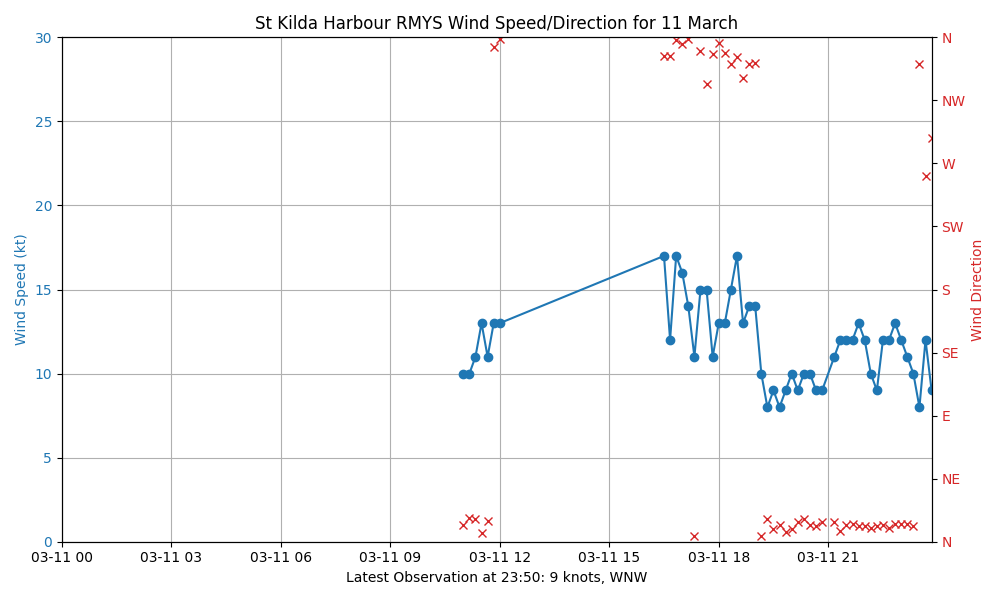 St Kilda Harbour RMYS Wind Speed/Direction for 11 March
Wind Speed (kt)
30
25
20
15
10
5
0
N
NW
W
SW
S
SE
E
NE
N
Wind Direction
03-11 00 03-11 03 03-11 06 03-11 09 03-11 12 03-11 15 03-11 18 03-11 21
Latest Observation at 23:50: 9 knots, WNW